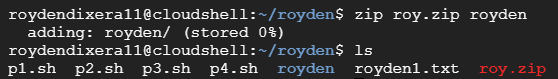 roydendixera11@cloudshell:~/royden$ zip roy.zip royden
  adding: royden/ (stored 0%)
roydendixera11@cloudshell:~/royden$ ls
p1.sh  p2.sh  p3.sh  p4.sh  royden  royden1.txt  roy.zip